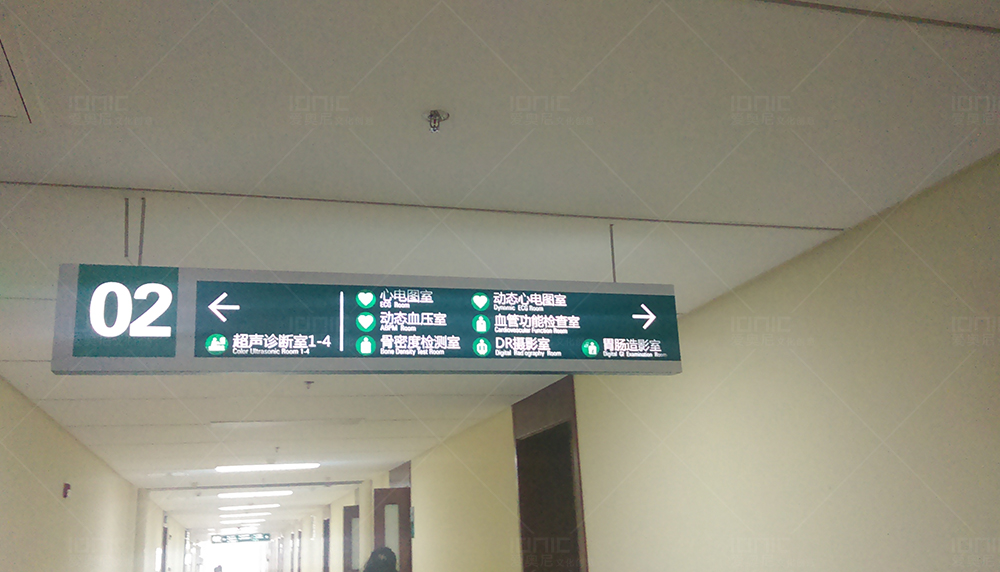 02
超声诊断室1-4
Color Ultrasonic Room 1-4
心电图室
ECG Room
动态血压室
ABPM Room
骨密度检测室
Bone Density Test Room
动态心电图室
Dynamic ECG Room
血管功能检查室
Cardiovascular Function Room
DR摄影室
Digital Radiography Room
胃肠造影室
Digital GI Examination Room
IONIC